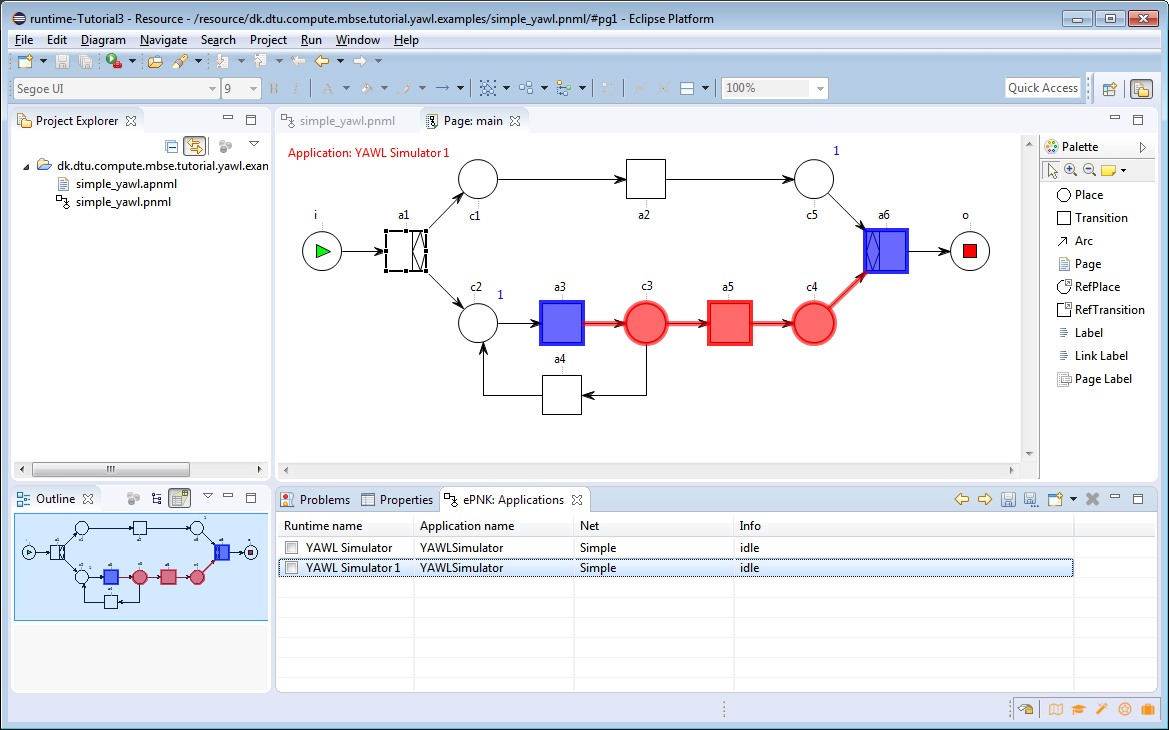 runtime-Tutorial3 - Resource - /resource/dk.dtu.compute.mbse.tutorial.yawl.examples/simple_yawl.pnml/#pg1 - Eclipse Platform
File Edit Diagram Navigate Search Project Run Window Help
Segoe UI 9 B I A 100% Quick Access
Project Explorer
dk.dtu.compute.mbse.tutorial.yawl.exan
simple_yawl.apnml
simple_yawl.pnml
simple_yawl.pnml Page: main
Application: YAWL Simulator1
1
c1 a2 c5
i a1 a6 o
c2 1 a3 c3 a5 c4
a4
Palette
Place
Transition
Arc
Page
RefPlace
RefTransition
Label
Link Label
Page Label
Outline
Problems Properties ePNK: Applications
Runtime name Application name Net Info
YAWL Simulator YAWLSimulator Simple idle
YAWL Simulator1 YAWLSimulator Simple idle